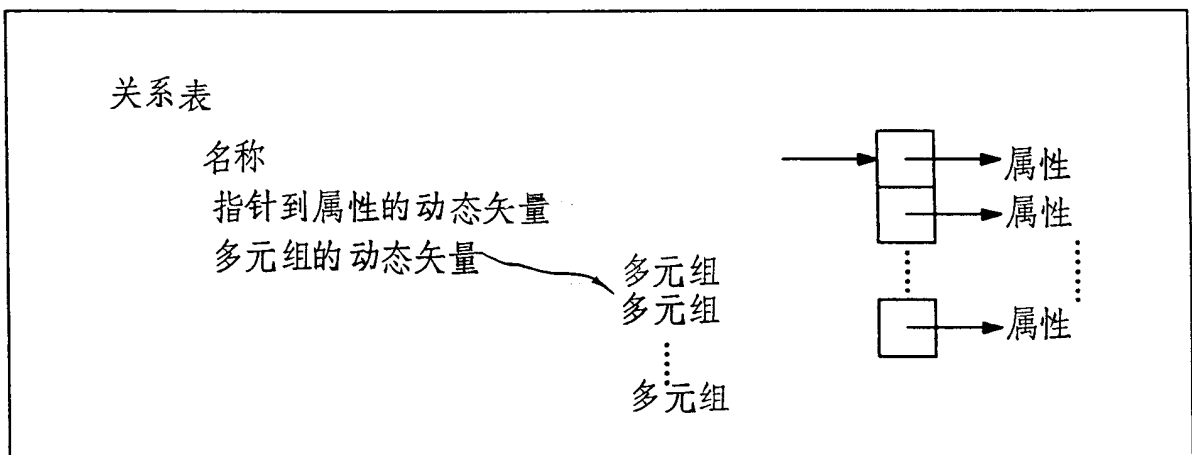 关系表
名称
指针到属性的动态矢量
多元组的动态矢量
多元组
多元组
多元组
属性
属性
属性